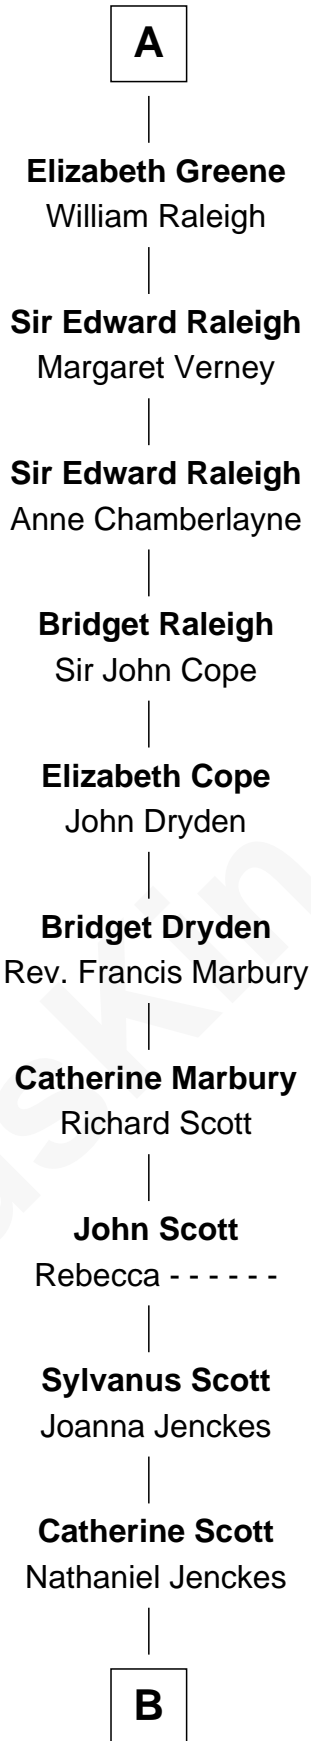 A
Elizabeth Greene
William Raleigh
Sir Edward Raleigh
Margaret Verney
Sir Edward Raleigh
Anne Chamberlayne
Bridget Raleigh
Sir John Cope
Elizabeth Cope
John Dryden
Bridget Dryden
Rev. Francis Marbury
Catherine Marbury
Richard Scott
John Scott
Rebecca - - - - - -
Sylvanus Scott
Joanna Jenckes
Catherine Scott
Nathaniel Jenckes
B